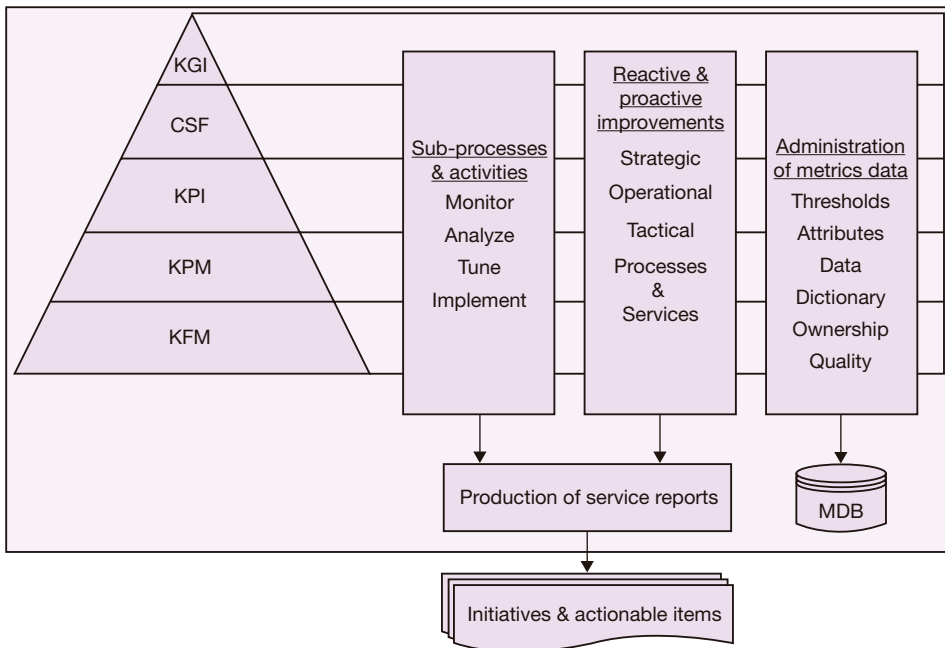 KGI
CSF
KPI
KPM
KFM
Sub-processes
& activities
Monitor
Analyze
Tune
Implement
Reactive &
proactive
improvements
Strategic
Operational
Tactical
Processes
&
Services
Administration
of metrics data
Thresholds
Attributes
Data
Dictionary
Ownership
Quality
Production of service reports
MDB
Initiatives & actionable items